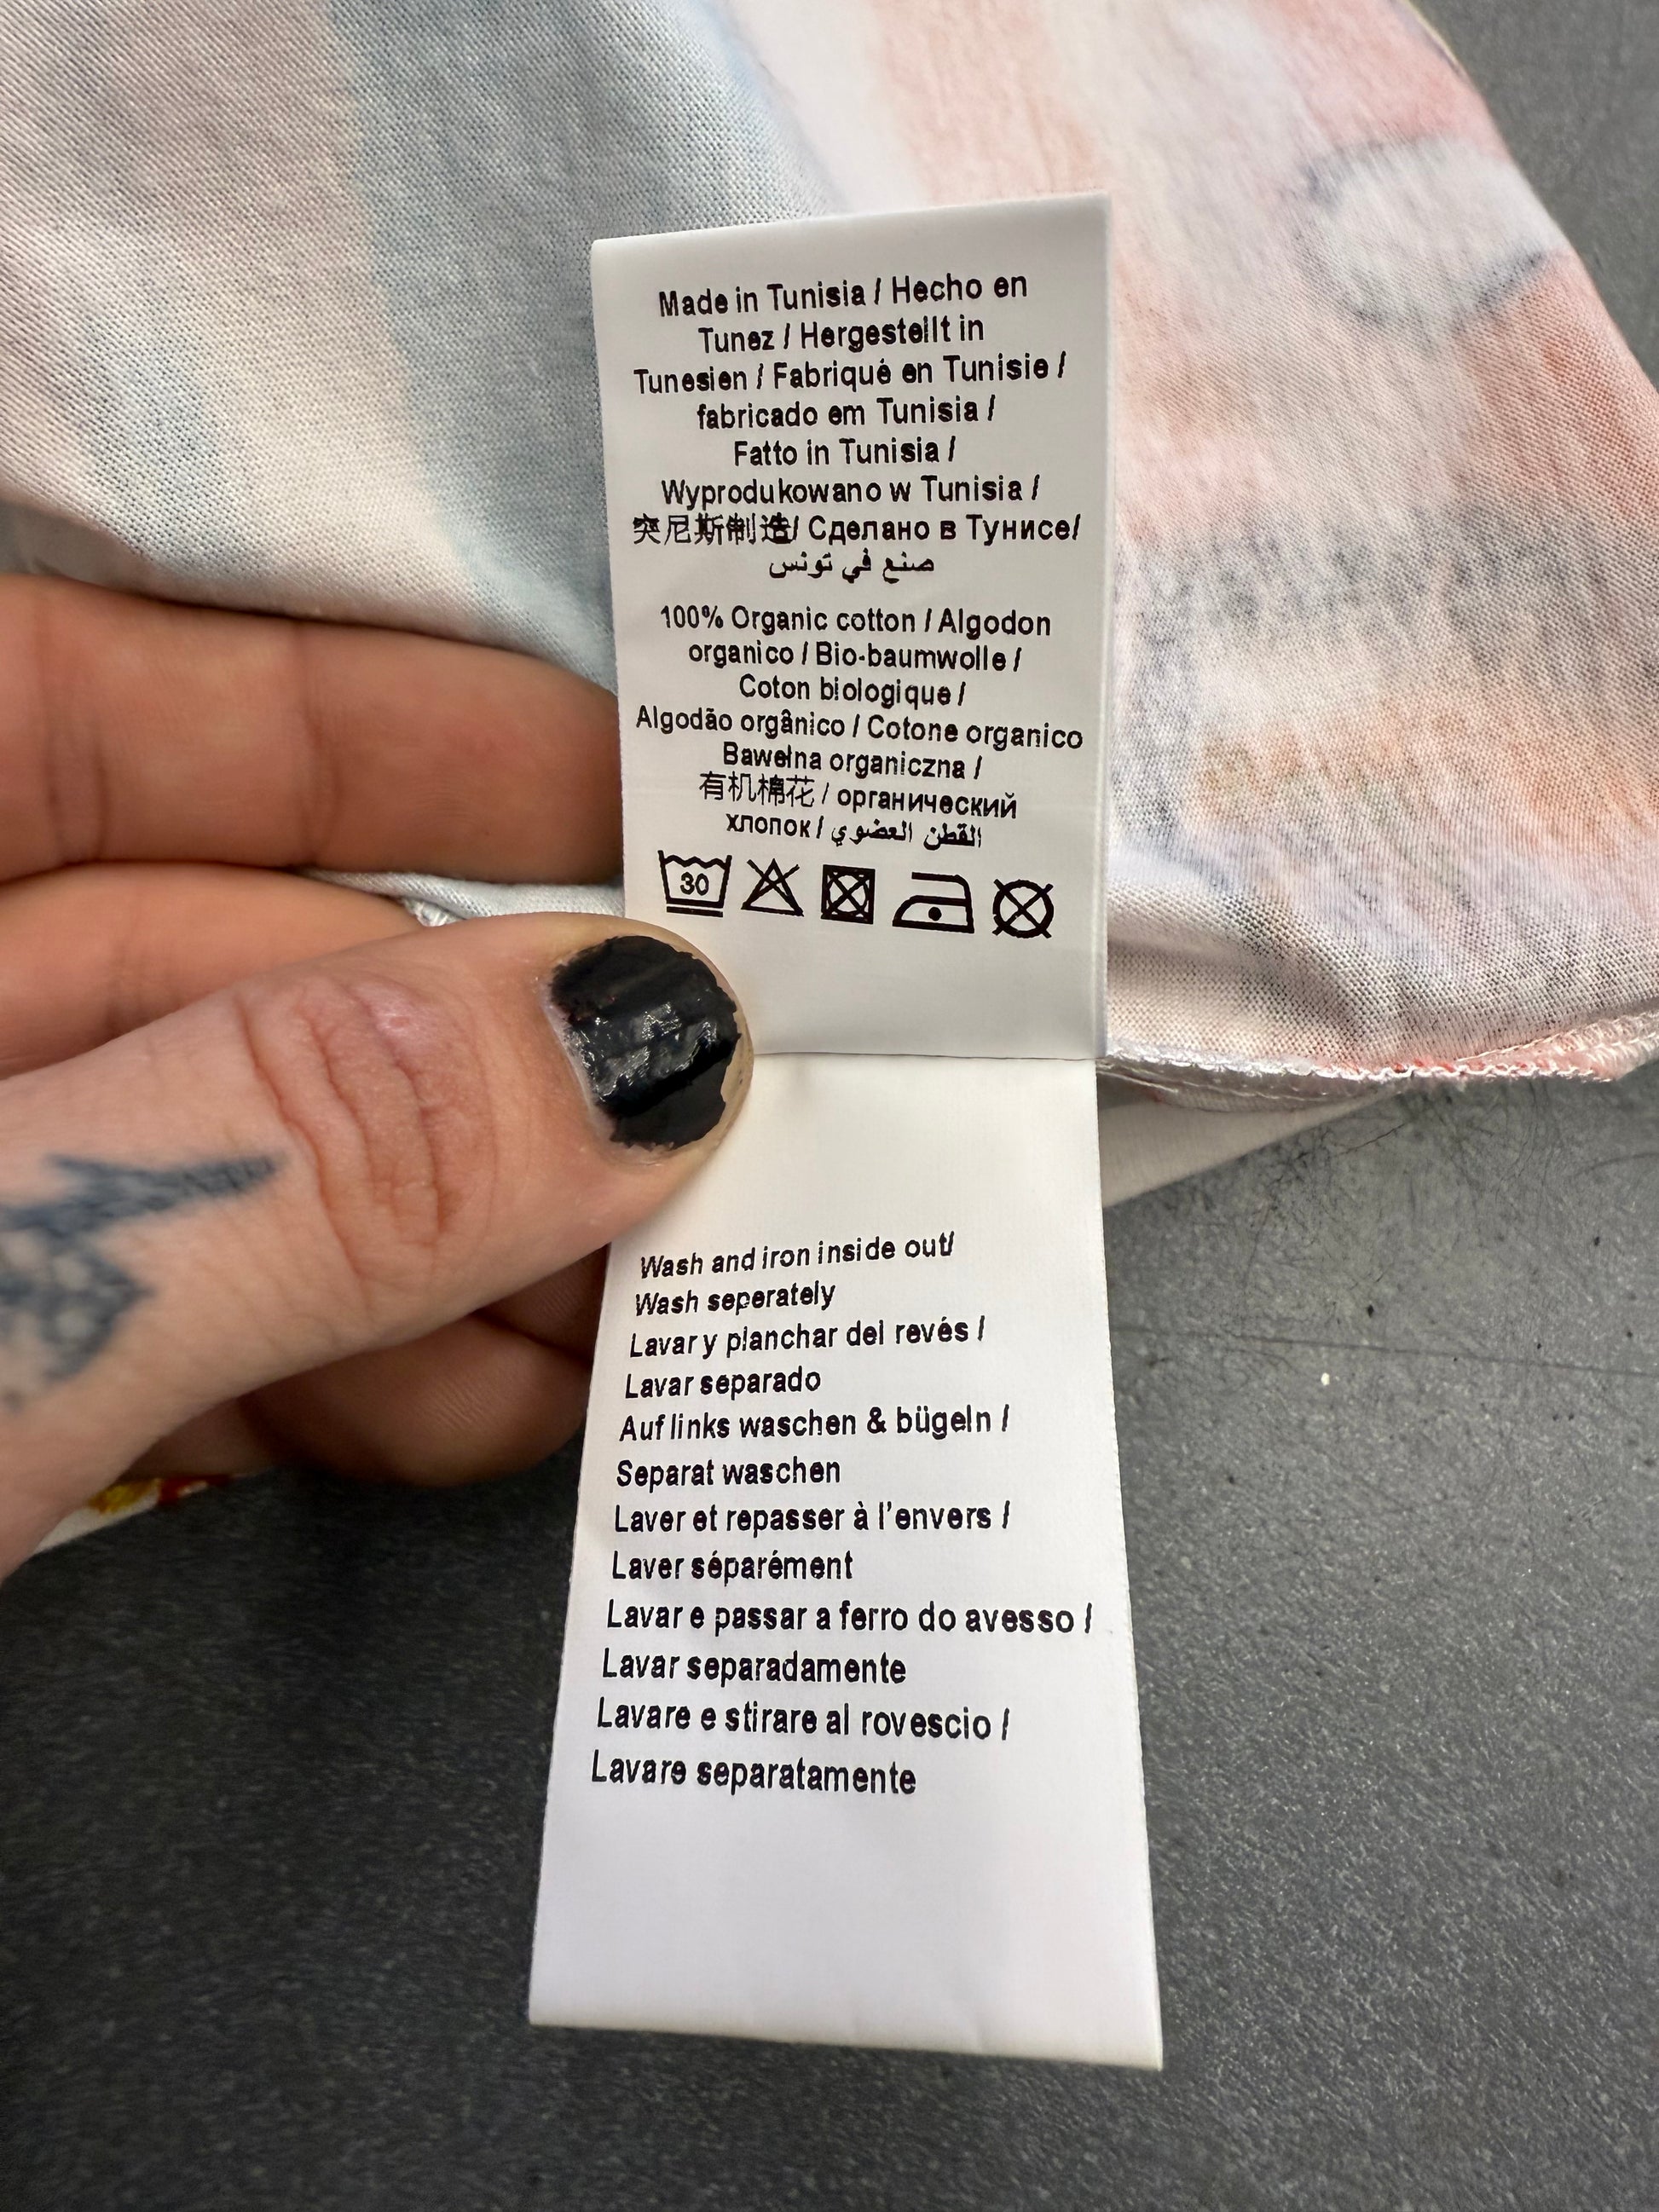 Made in Tunisia / Hecho en
Tunez / Hergestellt in
Tunesien / Fabriqué en Tunisie /
fabricado em Tunisia /
Fatto in Tunisia /
Wyprodukowano w Tunisia /
突尼斯制造/ Сделано в Тунисе/
صنع في تونس
100% Organic cotton / Algodon
organico / Bio-baumwolle /
Coton biologique /
Algodão orgânico / Cotone organico
Bawełna organiczna /
有机棉花 / органический
хлопок / القطن العضوي
30
Wash and iron inside out/
Wash seperately
Lavar y planchar del revés /
Lavar separado
Auf links waschen & bügeln /
Separat waschen
Laver et repasser à l'envers /
Laver séparément
Lavar e passar a ferro do avesso /
Lavar separadamente
Lavare e stirare al rovescio /
Lavare separatamente